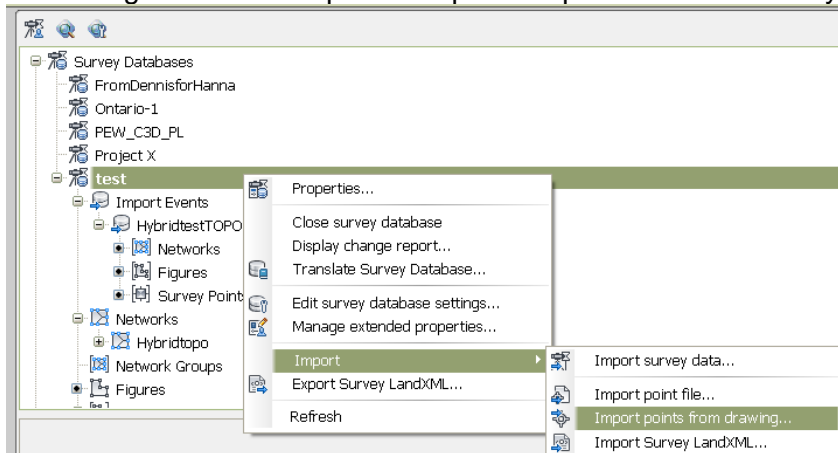 Survey Databases
FromDennisforHanna
Ontario-1
PEW_C3D_PL
Project X
test
Import Events
HybridtestTOPO
Networks
Figures
Survey Point
Networks
Hybridtopo
Network Groups
Figures
Properties...
Close survey database
Display change report...
Translate Survey Database...
Edit survey database settings...
Manage extended properties...
Import
Export Survey LandXML...
Refresh
Import survey data...
Import point file...
Import points from drawing...
Import Survey LandXML...